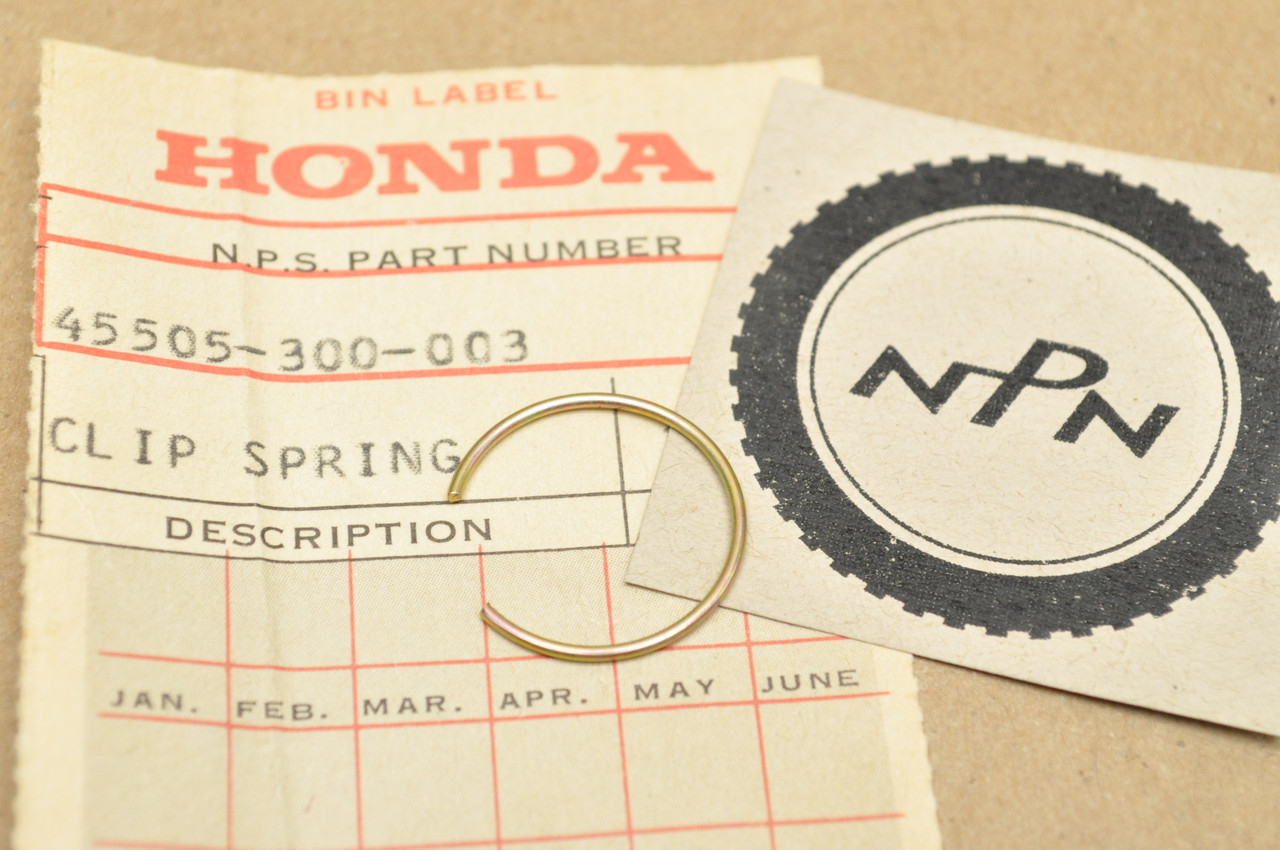 BIN LABEL
HONDA
N.P.S. PART NUMBER
45505-300-003
CLIP SPRING
DESCRIPTION
JAN. FEB. MAR. APR. MAY JUNE
NPN